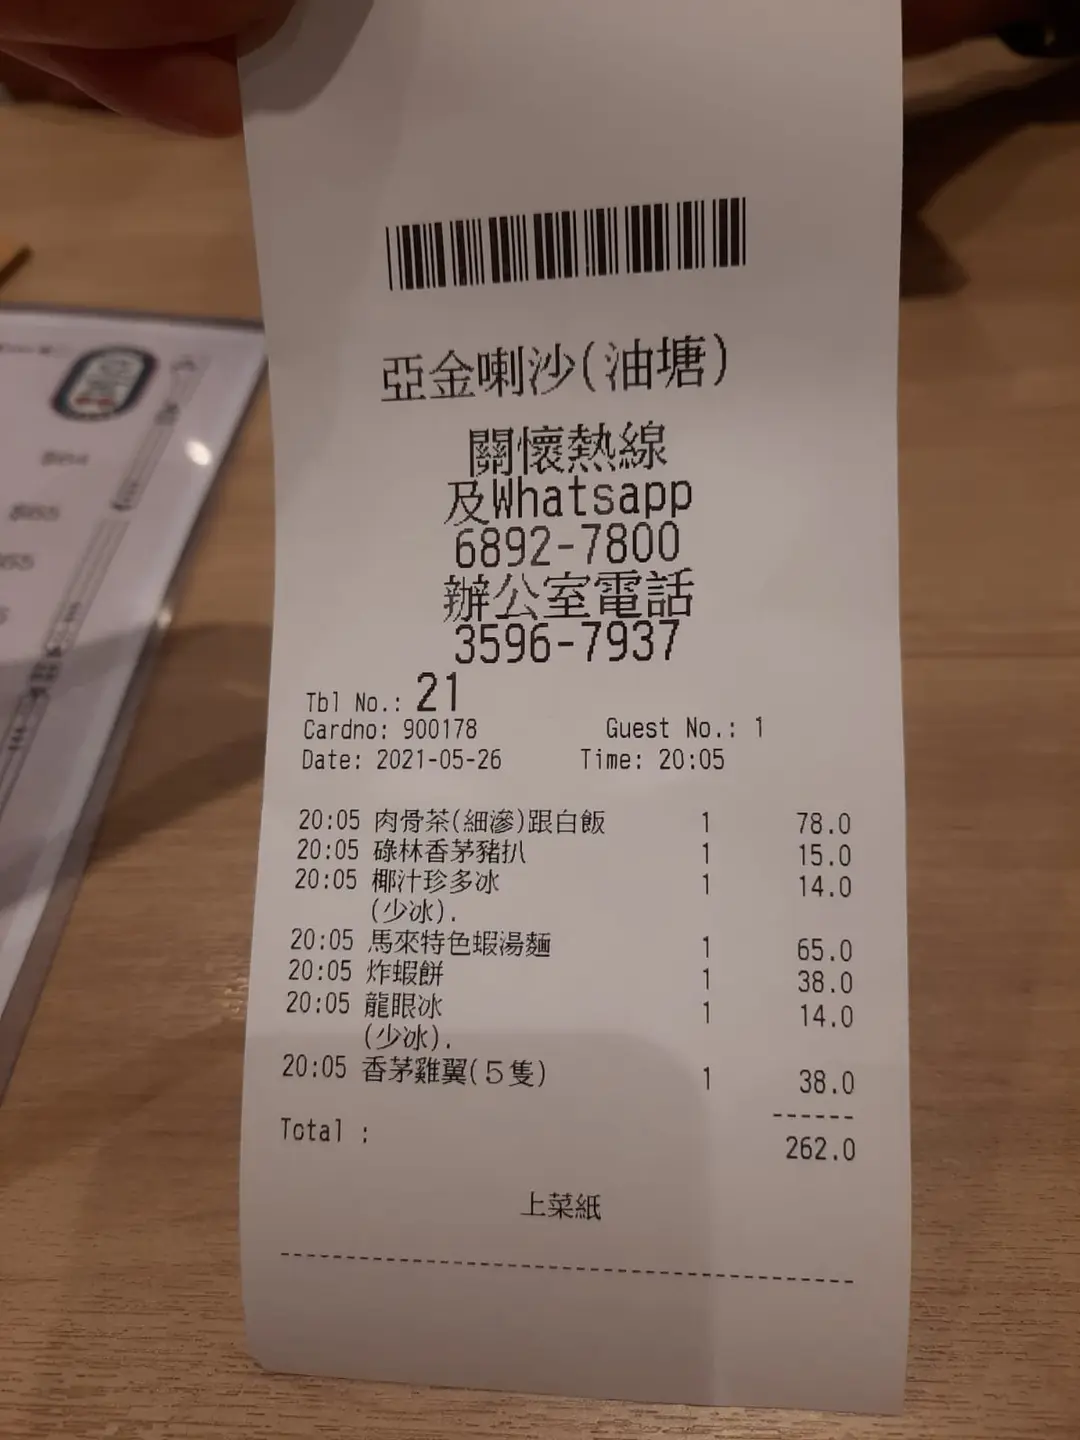 亞金喇沙(油塘)
關懷熱線
及Whatsapp
6892-7800
辦公室電話
3596-7937
Tbl No.: 21
Cardno: 900178 Guest No.: 1
Date: 2021-05-26 Time: 20:05
20:05 肉骨茶(細滲)跟白飯 1 78.0
20:05 碌林香茅豬扒 1 15.0
20:05 椰汁珍多冰 1 14.0
(少冰).
20:05 馬來特色蝦湯麵 1 65.0
20:05 炸蝦餅 1 38.0
20:05 龍眼冰 1 14.0
(少冰).
20:05 香茅雞翼(５隻) 1 38.0
------
Total : 262.0
上菜紙